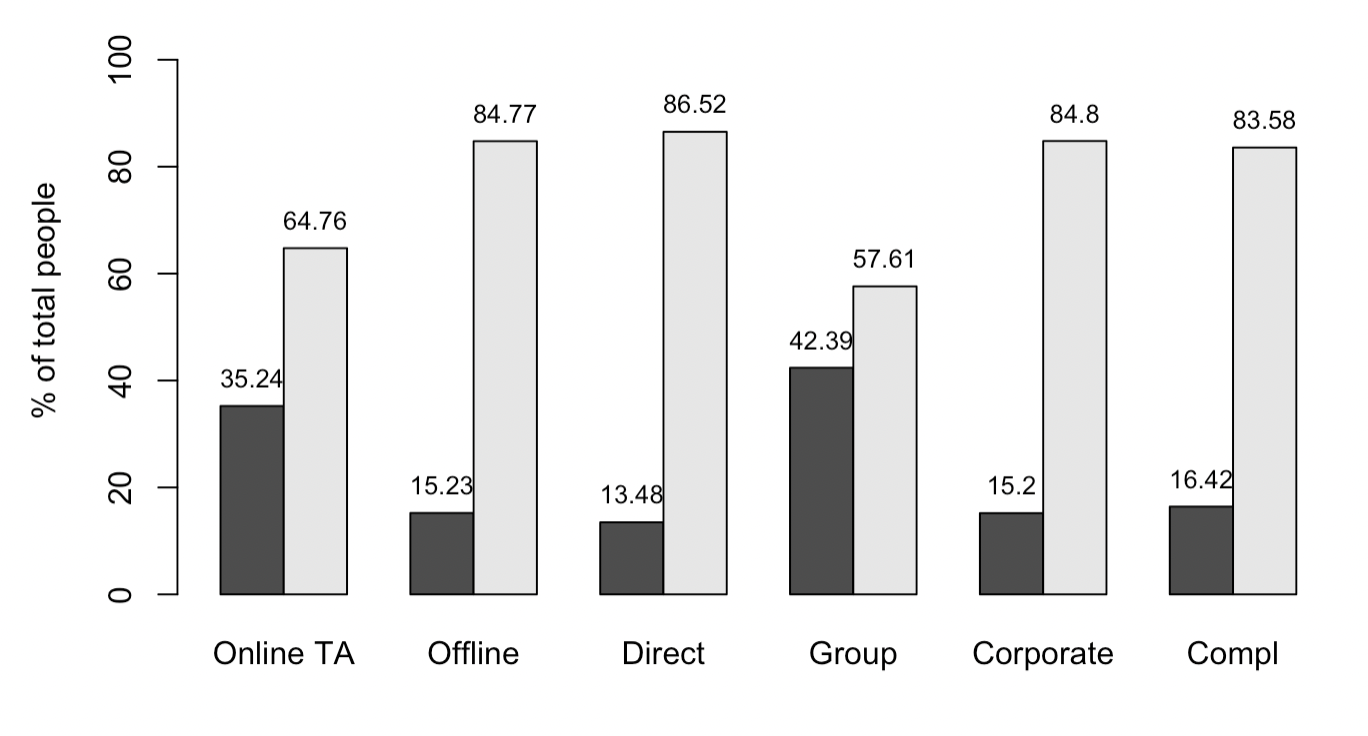 % of total people
100
80
60
40
20
0
35.24
64.76
15.23
84.77
13.48
86.52
42.39
57.61
15.2
84.8
16.42
83.58
Online TA
Offline
Direct
Group
Corporate
Compl